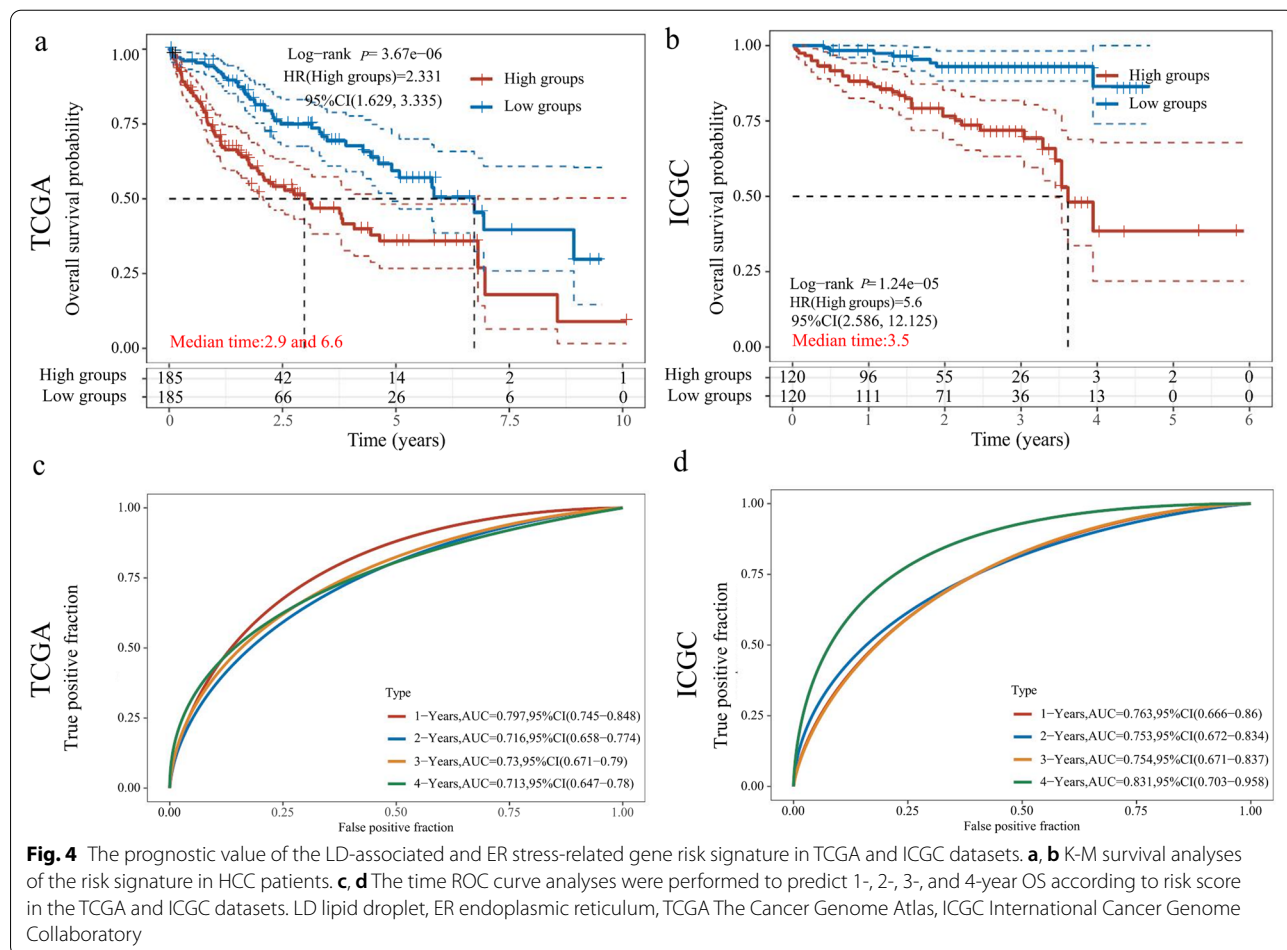 a
TCGA
Overall survival probability
1.00
0.75
0.50
0.25
0.00
Log−rank P= 3.67e−06
HR(High groups)=2.331
95%CI(1.629, 3.335)
High groups
Low groups
Median time:2.9 and 6.6
High groups 185 42 14 2 1
Low groups 185 66 26 6 0
0 2.5 5 7.5 10
Time (years)
b
ICGC
Overall survival probability
1.00
0.75
0.50
0.25
0.00
High groups
Low groups
Log−rank P=1.24e−05
HR(High groups)=5.6
95%CI(2.586, 12.125)
Median time:3.5
High groups 120 96 55 26 3 2 0
Low groups 120 111 71 36 13 0 0
0 1 2 3 4 5 6
Time (years)
c
TCGA
True positive fraction
1.00
0.75
0.50
0.25
0.00
Type
1−Years,AUC=0.797,95%CI(0.745−0.848)
2−Years,AUC=0.716,95%CI(0.658−0.774)
3−Years,AUC=0.73,95%CI(0.671−0.79)
4−Years,AUC=0.713,95%CI(0.647−0.78)
0.00 0.25 0.50 0.75 1.00
False positive fraction
d
ICGC
True positive fraction
1.00
0.75
0.50
0.25
0.00
Type
1−Years,AUC=0.763,95%CI(0.666−0.86)
2−Years,AUC=0.753,95%CI(0.672−0.834)
3−Years,AUC=0.754,95%CI(0.671−0.837)
4−Years,AUC=0.831,95%CI(0.703−0.958)
0.00 0.25 0.50 0.75 1.00
False positive fraction
Fig. 4 The prognostic value of the LD-associated and ER stress-related gene risk signature in TCGA and ICGC datasets. a, b K-M survival analyses
of the risk signature in HCC patients. c, d The time ROC curve analyses were performed to predict 1-, 2-, 3-, and 4-year OS according to risk score
in the TCGA and ICGC datasets. LD lipid droplet, ER endoplasmic reticulum, TCGA The Cancer Genome Atlas, ICGC International Cancer Genome
Collaboratory